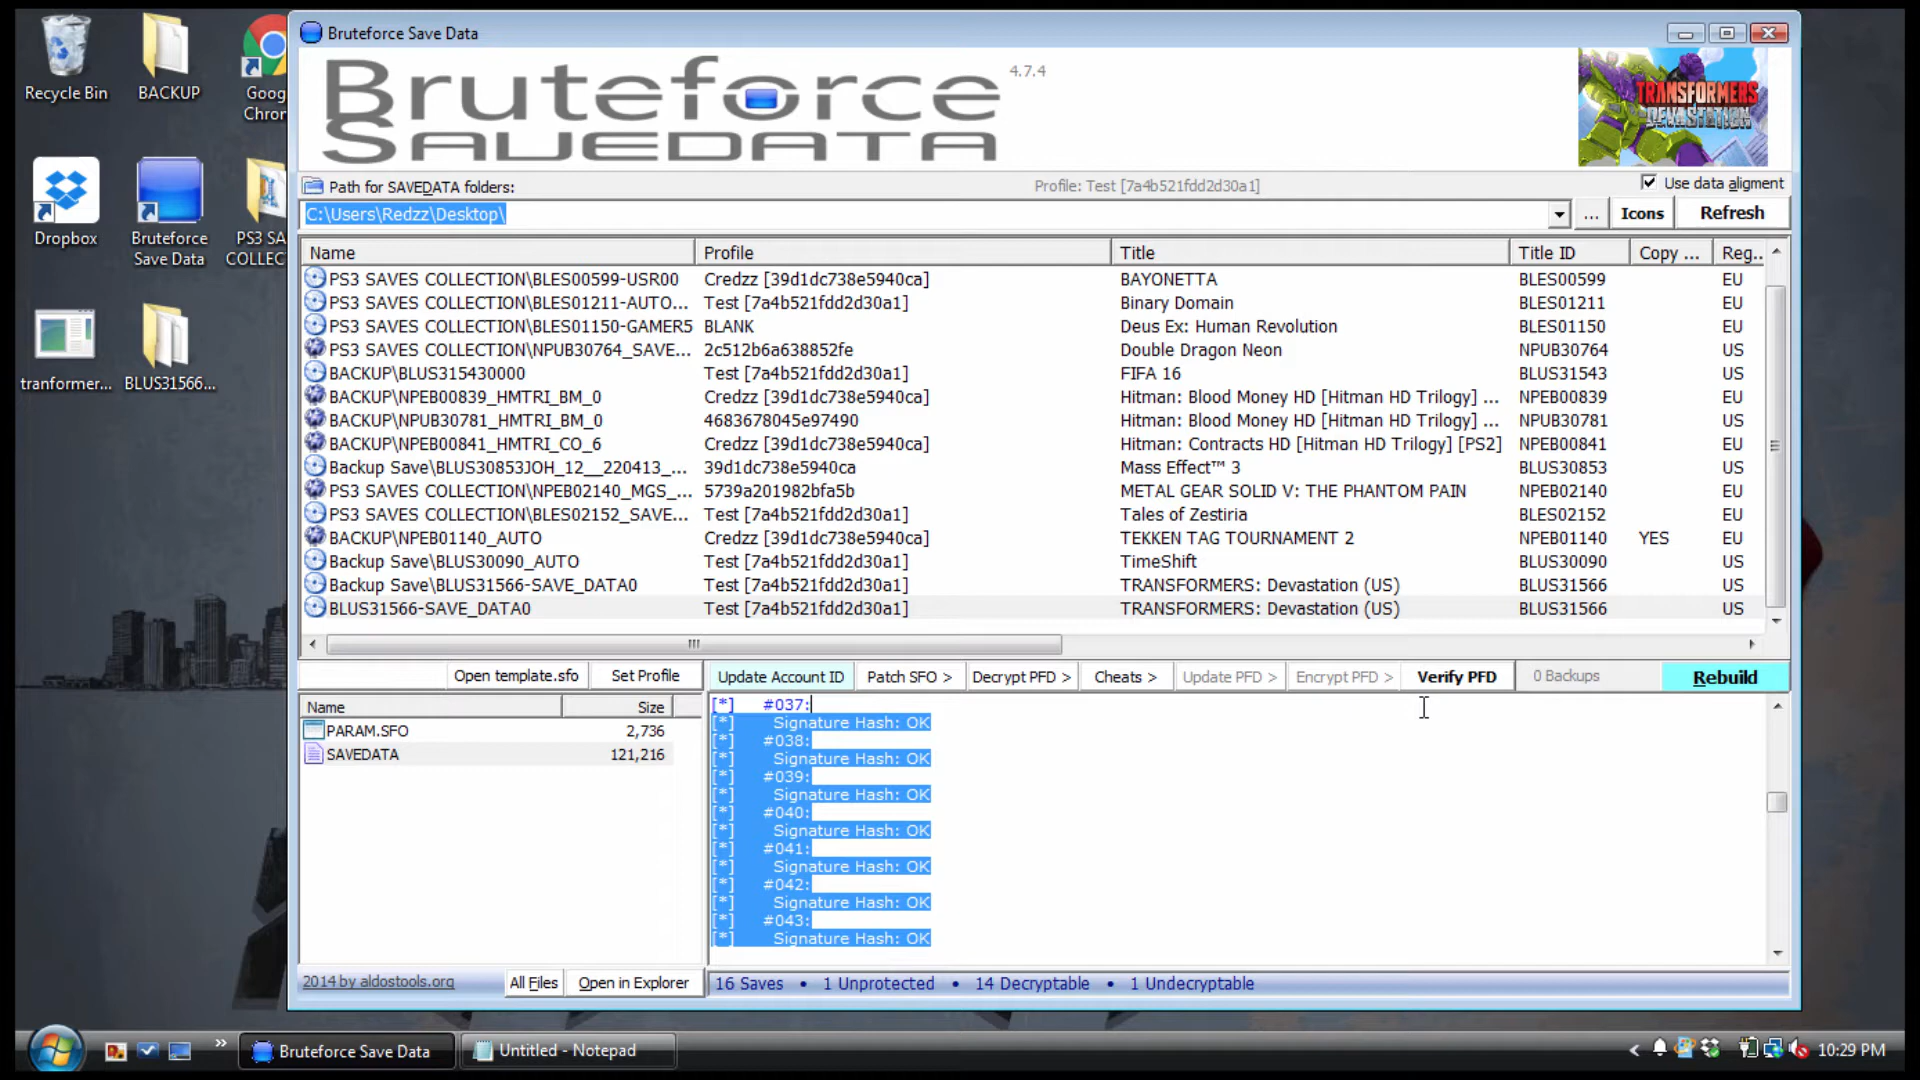 Recycle Bin
BACKUP
Goog
Chron
Dropbox
Bruteforce
Save Data
PS3 SA
COLLEC
tranformer...
BLUS31566...
Bruteforce Save Data
Bruteforce
SAVEDATA
4.7.4
TRANSFORMERS
DEVASTATION
Path for SAVEDATA folders:
Profile: Test [7a4b521fdd2d30a1]
Use data aligment
C:\Users\Redzz\Desktop\
...
Icons
Refresh
Name Profile Title Title ID Copy ... Reg..
PS3 SAVES COLLECTION\BLES00599-USR00 Credzz [39d1dc738e5940ca] BAYONETTA BLES00599 EU
PS3 SAVES COLLECTION\BLES01211-AUTO... Test [7a4b521fdd2d30a1] Binary Domain BLES01211 EU
PS3 SAVES COLLECTION\BLES01150-GAMER5 BLANK Deus Ex: Human Revolution BLES01150 EU
PS3 SAVES COLLECTION\NPUB30764_SAVE... 2c512b6a638852fe Double Dragon Neon NPUB30764 US
BACKUP\BLUS315430000 Test [7a4b521fdd2d30a1] FIFA 16 BLUS31543 US
BACKUP\NPEB00839_HMTRI_BM_0 Credzz [39d1dc738e5940ca] Hitman: Blood Money HD [Hitman HD Trilogy] ... NPEB00839 EU
BACKUP\NPUB30781_HMTRI_BM_0 4683678045e97490 Hitman: Blood Money HD [Hitman HD Trilogy] ... NPUB30781 US
BACKUP\NPEB00841_HMTRI_CO_6 Credzz [39d1dc738e5940ca] Hitman: Contracts HD [Hitman HD Trilogy] [PS2] NPEB00841 EU
Backup Save\BLUS30853JOH_12__220413_... 39d1dc738e5940ca Mass Effect™ 3 BLUS30853 US
PS3 SAVES COLLECTION\NPEB02140_MGS_... 5739a201982bfa5b METAL GEAR SOLID V: THE PHANTOM PAIN NPEB02140 EU
PS3 SAVES COLLECTION\BLES02152_SAVE... Test [7a4b521fdd2d30a1] Tales of Zestiria BLES02152 EU
BACKUP\NPEB01140_AUTO Credzz [39d1dc738e5940ca] TEKKEN TAG TOURNAMENT 2 NPEB01140 YES EU
Backup Save\BLUS30090_AUTO Test [7a4b521fdd2d30a1] TimeShift BLUS30090 US
Backup Save\BLUS31566-SAVE_DATA0 Test [7a4b521fdd2d30a1] TRANSFORMERS: Devastation (US) BLUS31566 US
BLUS31566-SAVE_DATA0 Test [7a4b521fdd2d30a1] TRANSFORMERS: Devastation (US) BLUS31566 US
Open template.sfo Set Profile Update Account ID Patch SFO > Decrypt PFD > Cheats > Update PFD > Encrypt PFD > Verify PFD 0 Backups Rebuild
Name Size
PARAM.SFO 2,736
SAVEDATA 121,216
[*] #037:
[*] Signature Hash: OK
[*] #038:
[*] Signature Hash: OK
[*] #039:
[*] Signature Hash: OK
[*] #040:
[*] Signature Hash: OK
[*] #041:
[*] Signature Hash: OK
[*] #042:
[*] Signature Hash: OK
[*] #043:
[*] Signature Hash: OK
2014 by aldostools.org All Files Open in Explorer 16 Saves • 1 Unprotected • 14 Decryptable • 1 Undecryptable
Bruteforce Save Data
Untitled - Notepad
10:29 PM